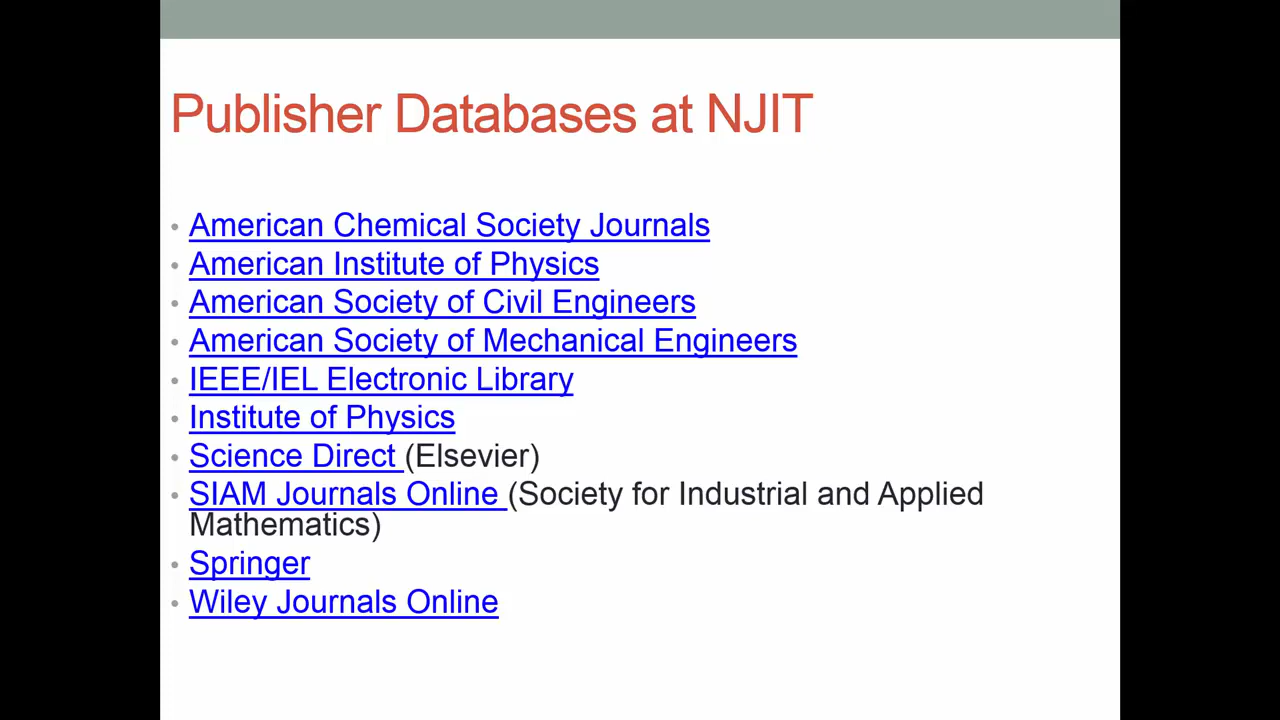 Publisher Databases at NJIT
• American Chemical Society Journals
• American Institute of Physics
• American Society of Civil Engineers
• American Society of Mechanical Engineers
• IEEE/IEL Electronic Library
• Institute of Physics
• Science Direct (Elsevier)
• SIAM Journals Online (Society for Industrial and Applied
Mathematics)
• Springer
• Wiley Journals Online